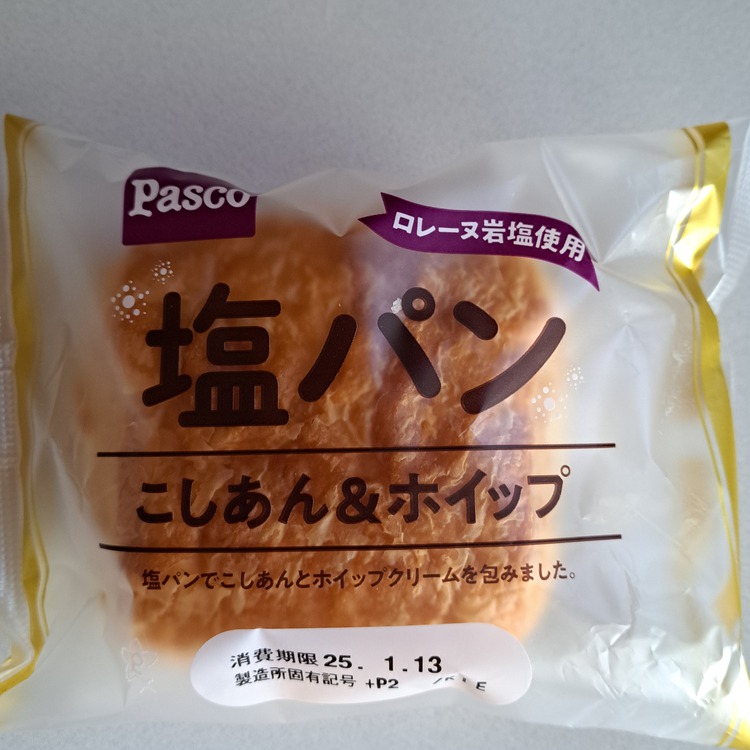 Pasco
ロレーヌ岩塩使用
塩パン
こしあん&ホイップ
塩パンでこしあんとホイップクリームを包みました。
消費期限 25. 1.13
製造所固有記号 +P2